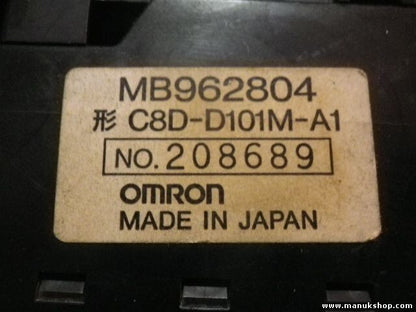 MB962804
形 C8D-D101M-A1
NO. 208689
OMRON
MADE IN JAPAN
www.manukshop.com